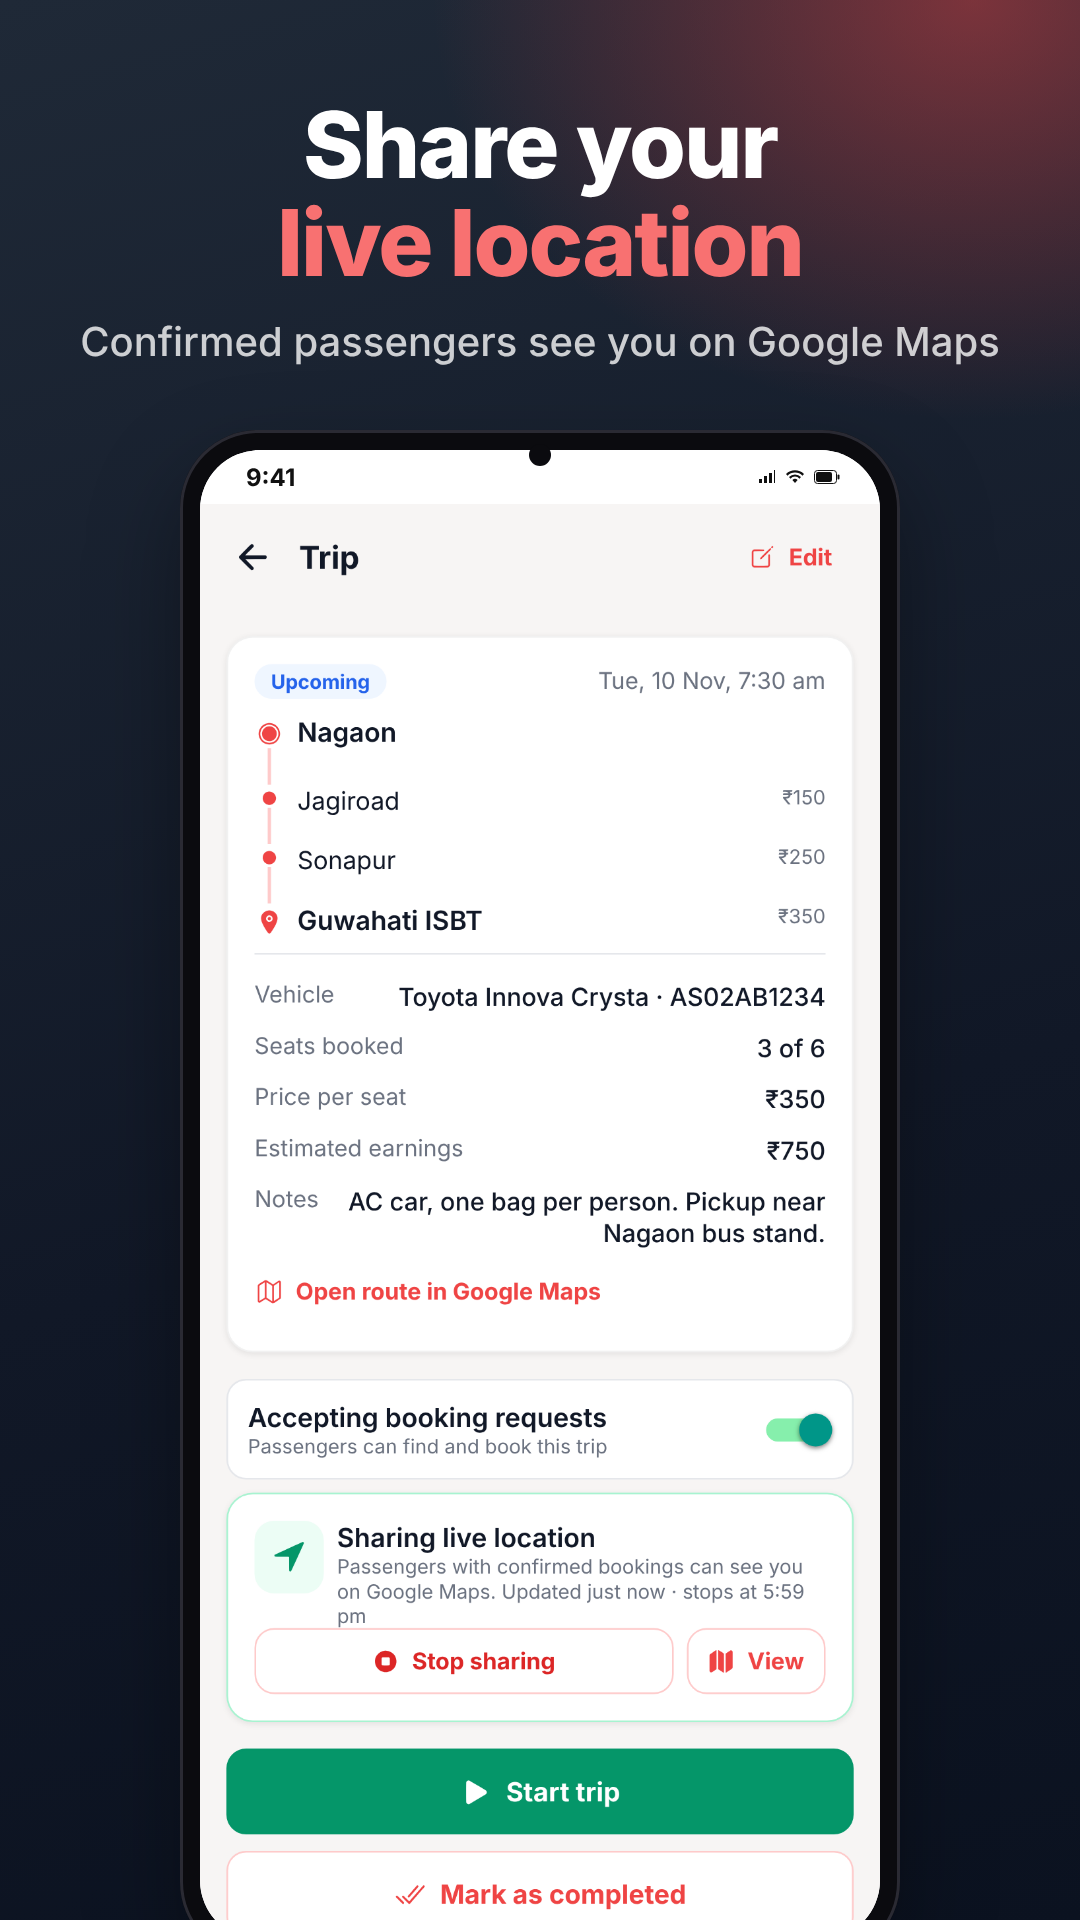 Share your
live location
Confirmed passengers see you on Google Maps
9:41
Trip
Edit
Upcoming
Tue, 10 Nov, 7:30 am
Nagaon
Jagiroad
₹150
Sonapur
₹250
Guwahati ISBT
₹350
Vehicle
Toyota Innova Crysta · AS02AB1234
Seats booked
3 of 6
Price per seat
₹350
Estimated earnings
₹750
Notes
AC car, one bag per person. Pickup near
Nagaon bus stand.
Open route in Google Maps
Accepting booking requests
Passengers can find and book this trip
Sharing live location
Passengers with confirmed bookings can see you
on Google Maps. Updated just now · stops at 5:59
pm
Stop sharing
View
Start trip
Mark as completed